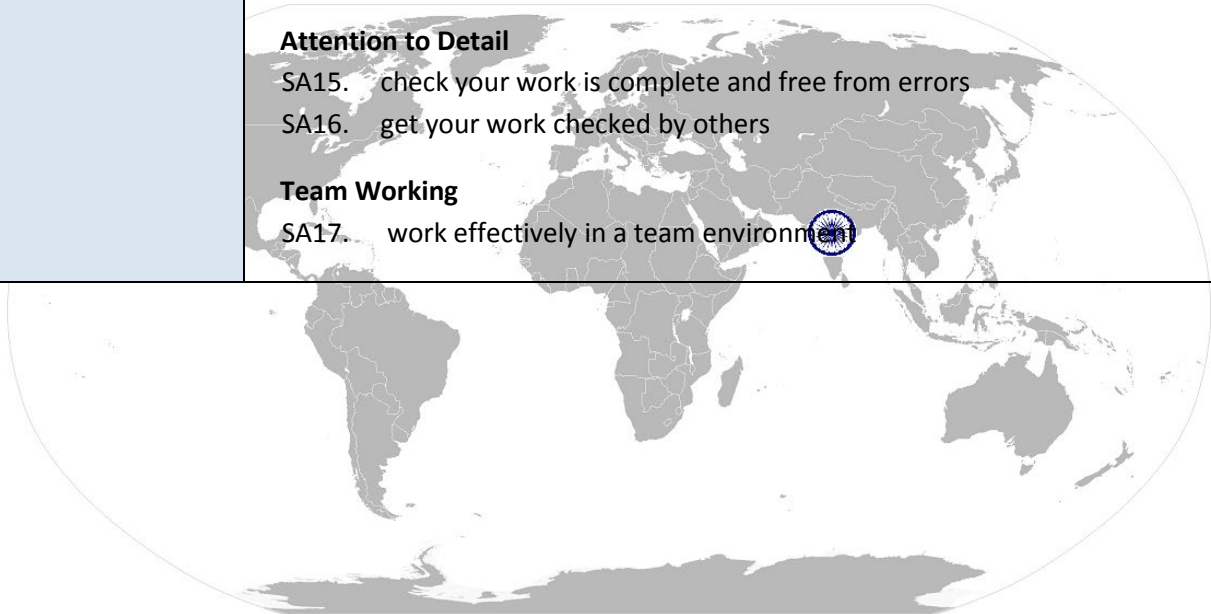 Attention to Detail
SA15. check your work is complete and free from errors
SA16. get your work checked by others
Team Working
SA17. work effectively in a team environment